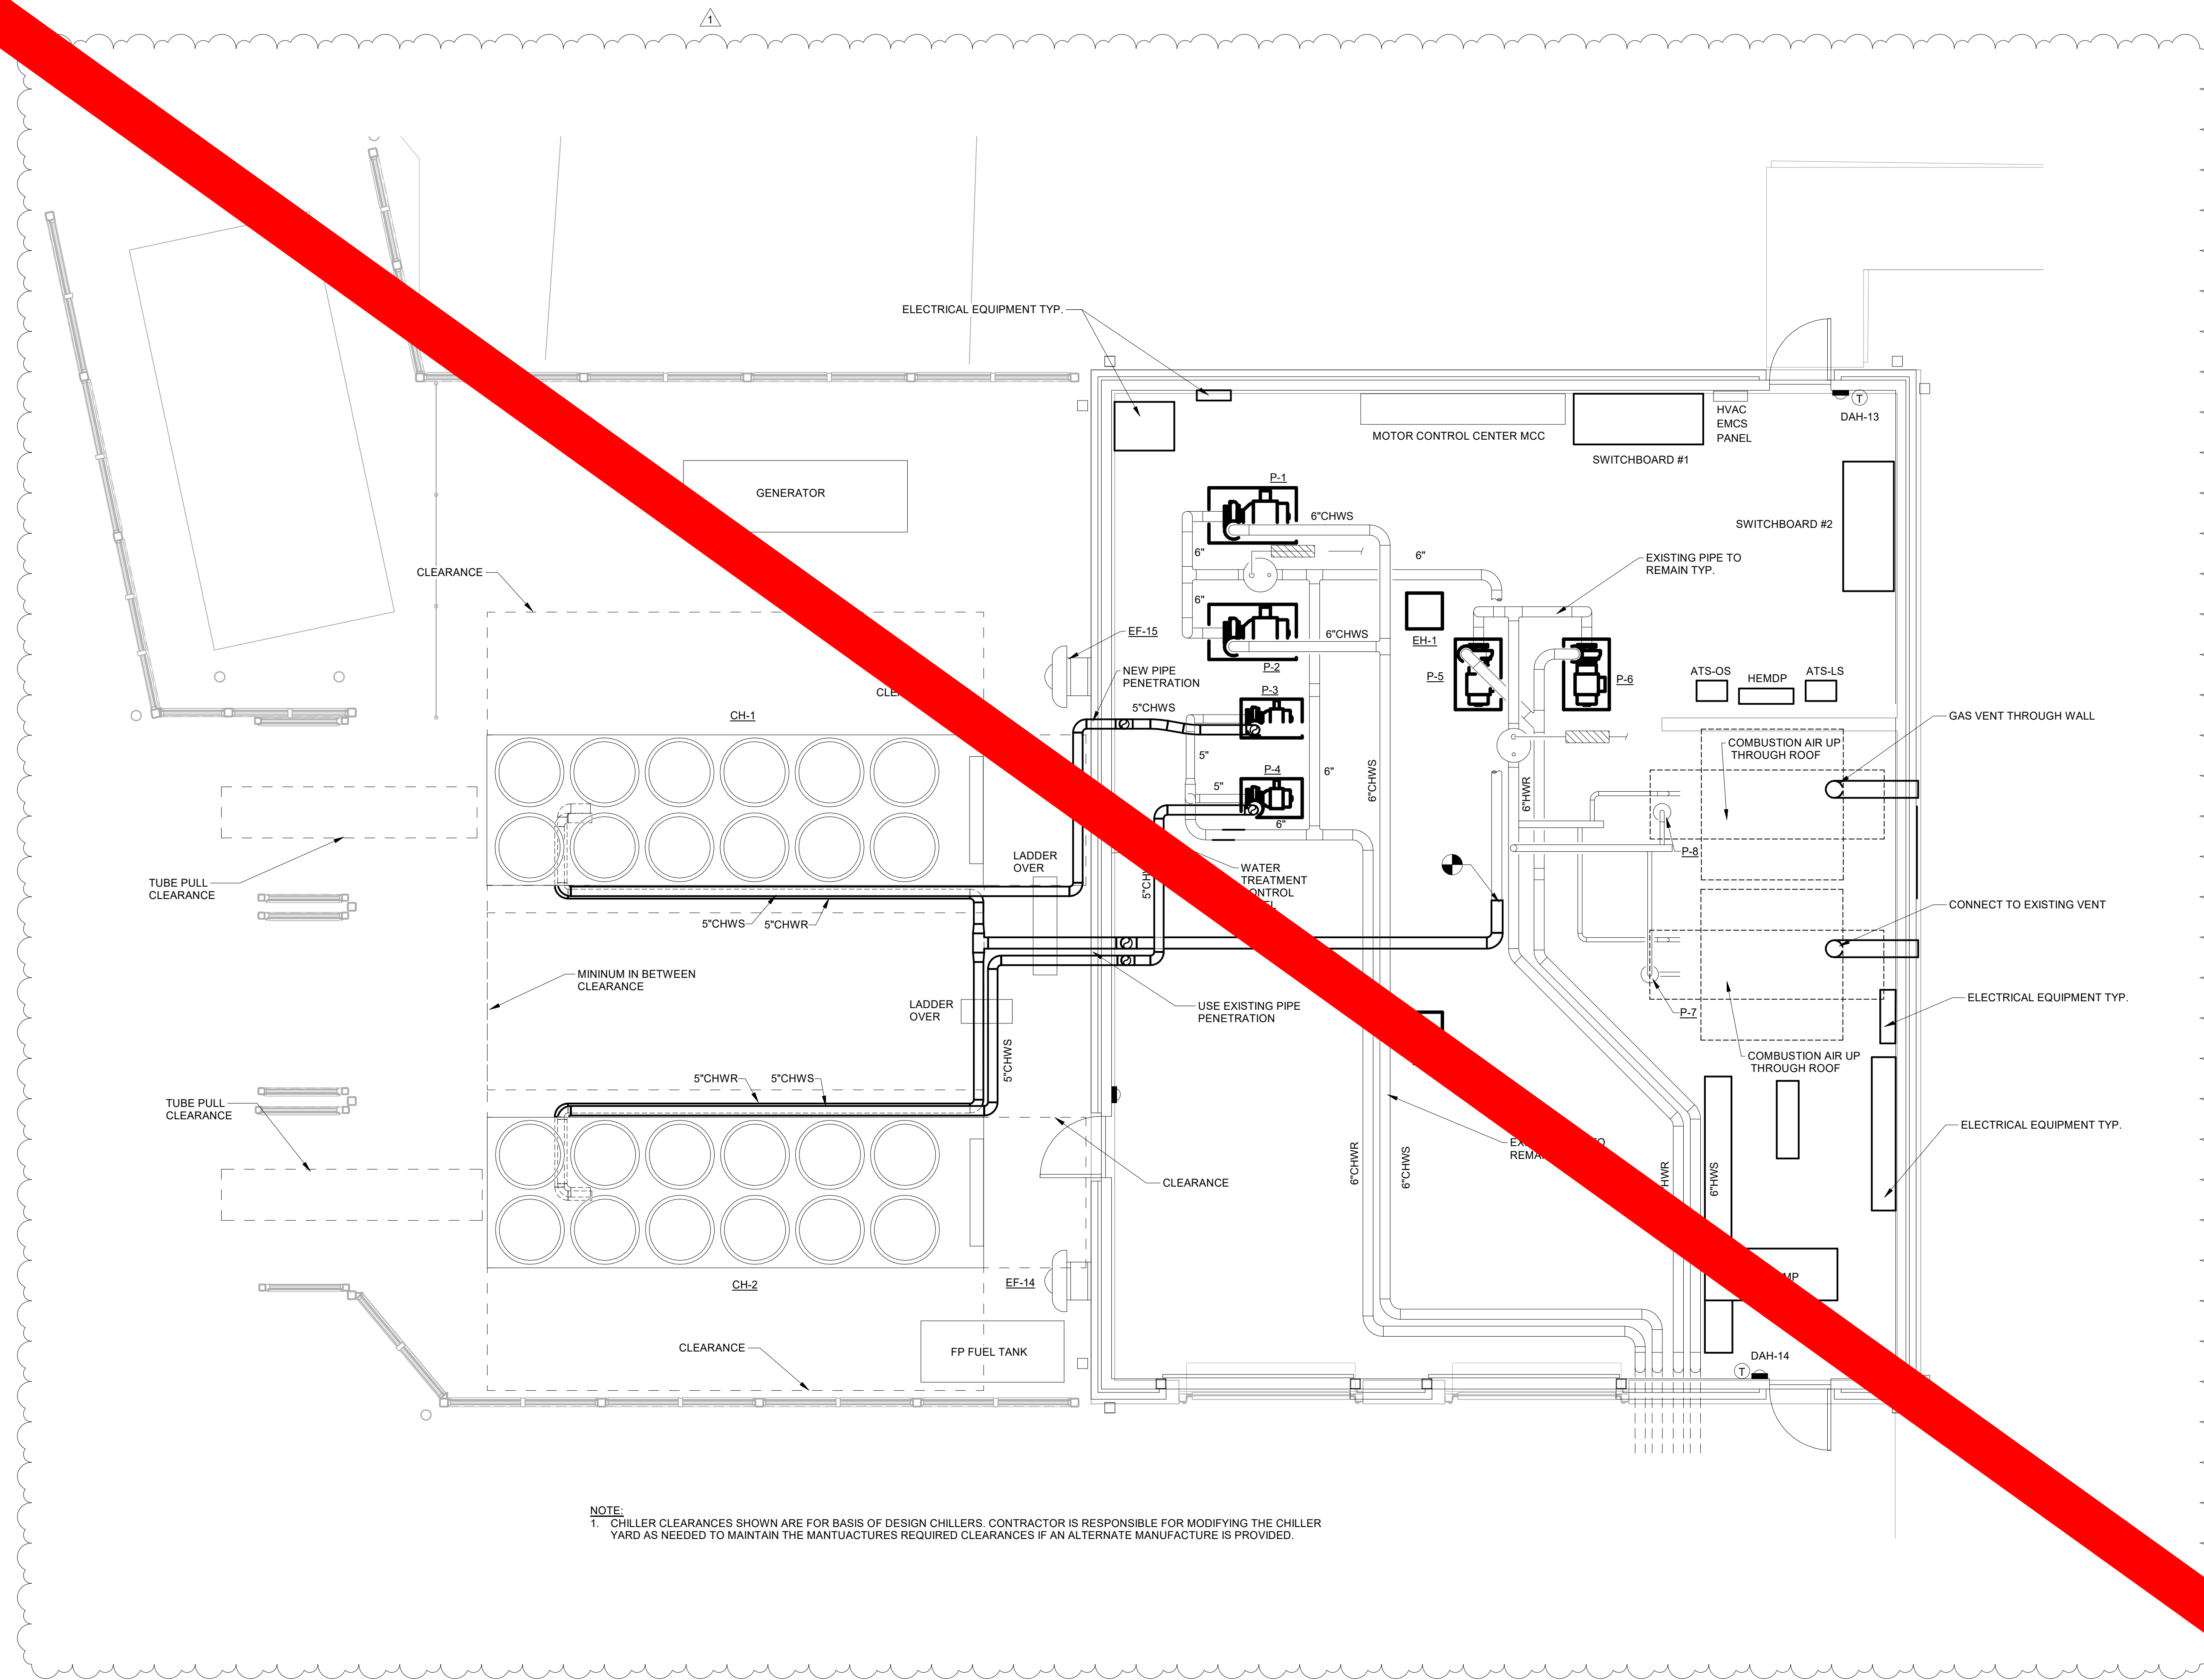 1
ELECTRICAL EQUIPMENT TYP.
HVAC
EMCS
PANEL
T
DAH-13
MOTOR CONTROL CENTER MCC
SWITCHBOARD #1
P-1
GENERATOR
6"CHWS
SWITCHBOARD #2
6"
6"
EXISTING PIPE TO
REMAIN TYP.
CLEARANCE
6"
EF-15
6"CHWS
EH-1
P-2
NEW PIPE
PENETRATION
P-5
P-6
ATS-OS
HEMDP
ATS-LS
P-3
5"CHWS
CH-1
GAS VENT THROUGH WALL
COMBUSTION AIR UP
THROUGH ROOF
5"
P-4
5"
6"
6"CHWS
6"HWR
6"
P-8
LADDER
OVER
WATER
TREATMENT
TUBE PULL
CLEARANCE
CONNECT TO EXISTING VENT
5"CHWS
5"CHWR
MININUM IN BETWEEN
CLEARANCE
ELECTRICAL EQUIPMENT TYP.
LADDER
OVER
USE EXISTING PIPE
PENETRATION
P-7
5"CHWS
COMBUSTION AIR UP
THROUGH ROOF
5"CHWR
5"CHWS
TUBE PULL
CLEARANCE
ELECTRICAL EQUIPMENT TYP.
6"CHWR
6"CHWS
HWR
6"HWS
CLEARANCE
EF-14
CH-2
CLEARANCE
FP FUEL TANK
DAH-14
T
NOTE:
1. CHILLER CLEARANCES SHOWN ARE FOR BASIS OF DESIGN CHILLERS. CONTRACTOR IS RESPONSIBLE FOR MODIFYING THE CHILLER
YARD AS NEEDED TO MAINTAIN THE MANTUACTURES REQUIRED CLEARANCES IF AN ALTERNATE MANUFACTURE IS PROVIDED.